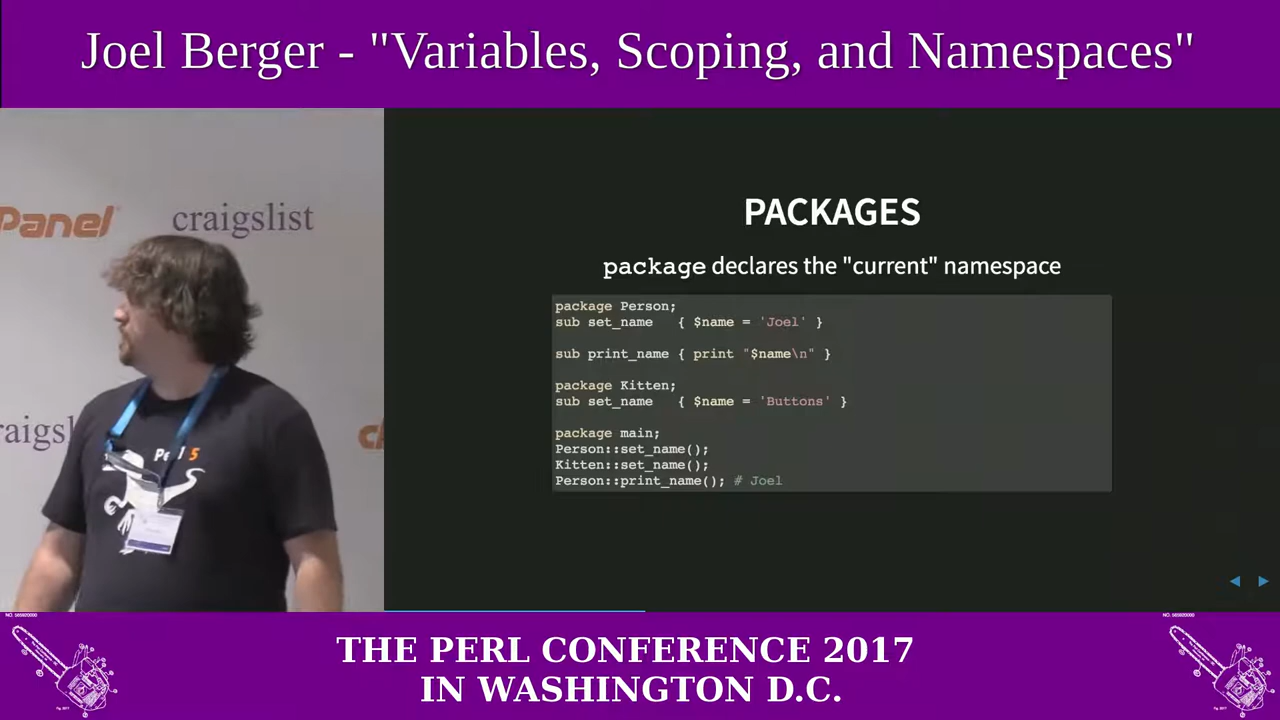 Joel Berger - "Variables, Scoping, and Namespaces"
Panel
craigslist
PACKAGES
package declares the "current" namespace
package Person;
sub set_name   { $name = 'Joel' }
sub print_name { print "$name\n" }
package Kitten;
sub set_name   { $name = 'Buttons' }
package main;
Person::set_name();
Kitten::set_name();
Person::print_name(); # Joel
raigsl
Perl 5
THE PERL CONFERENCE 2017
IN WASHINGTON D.C.